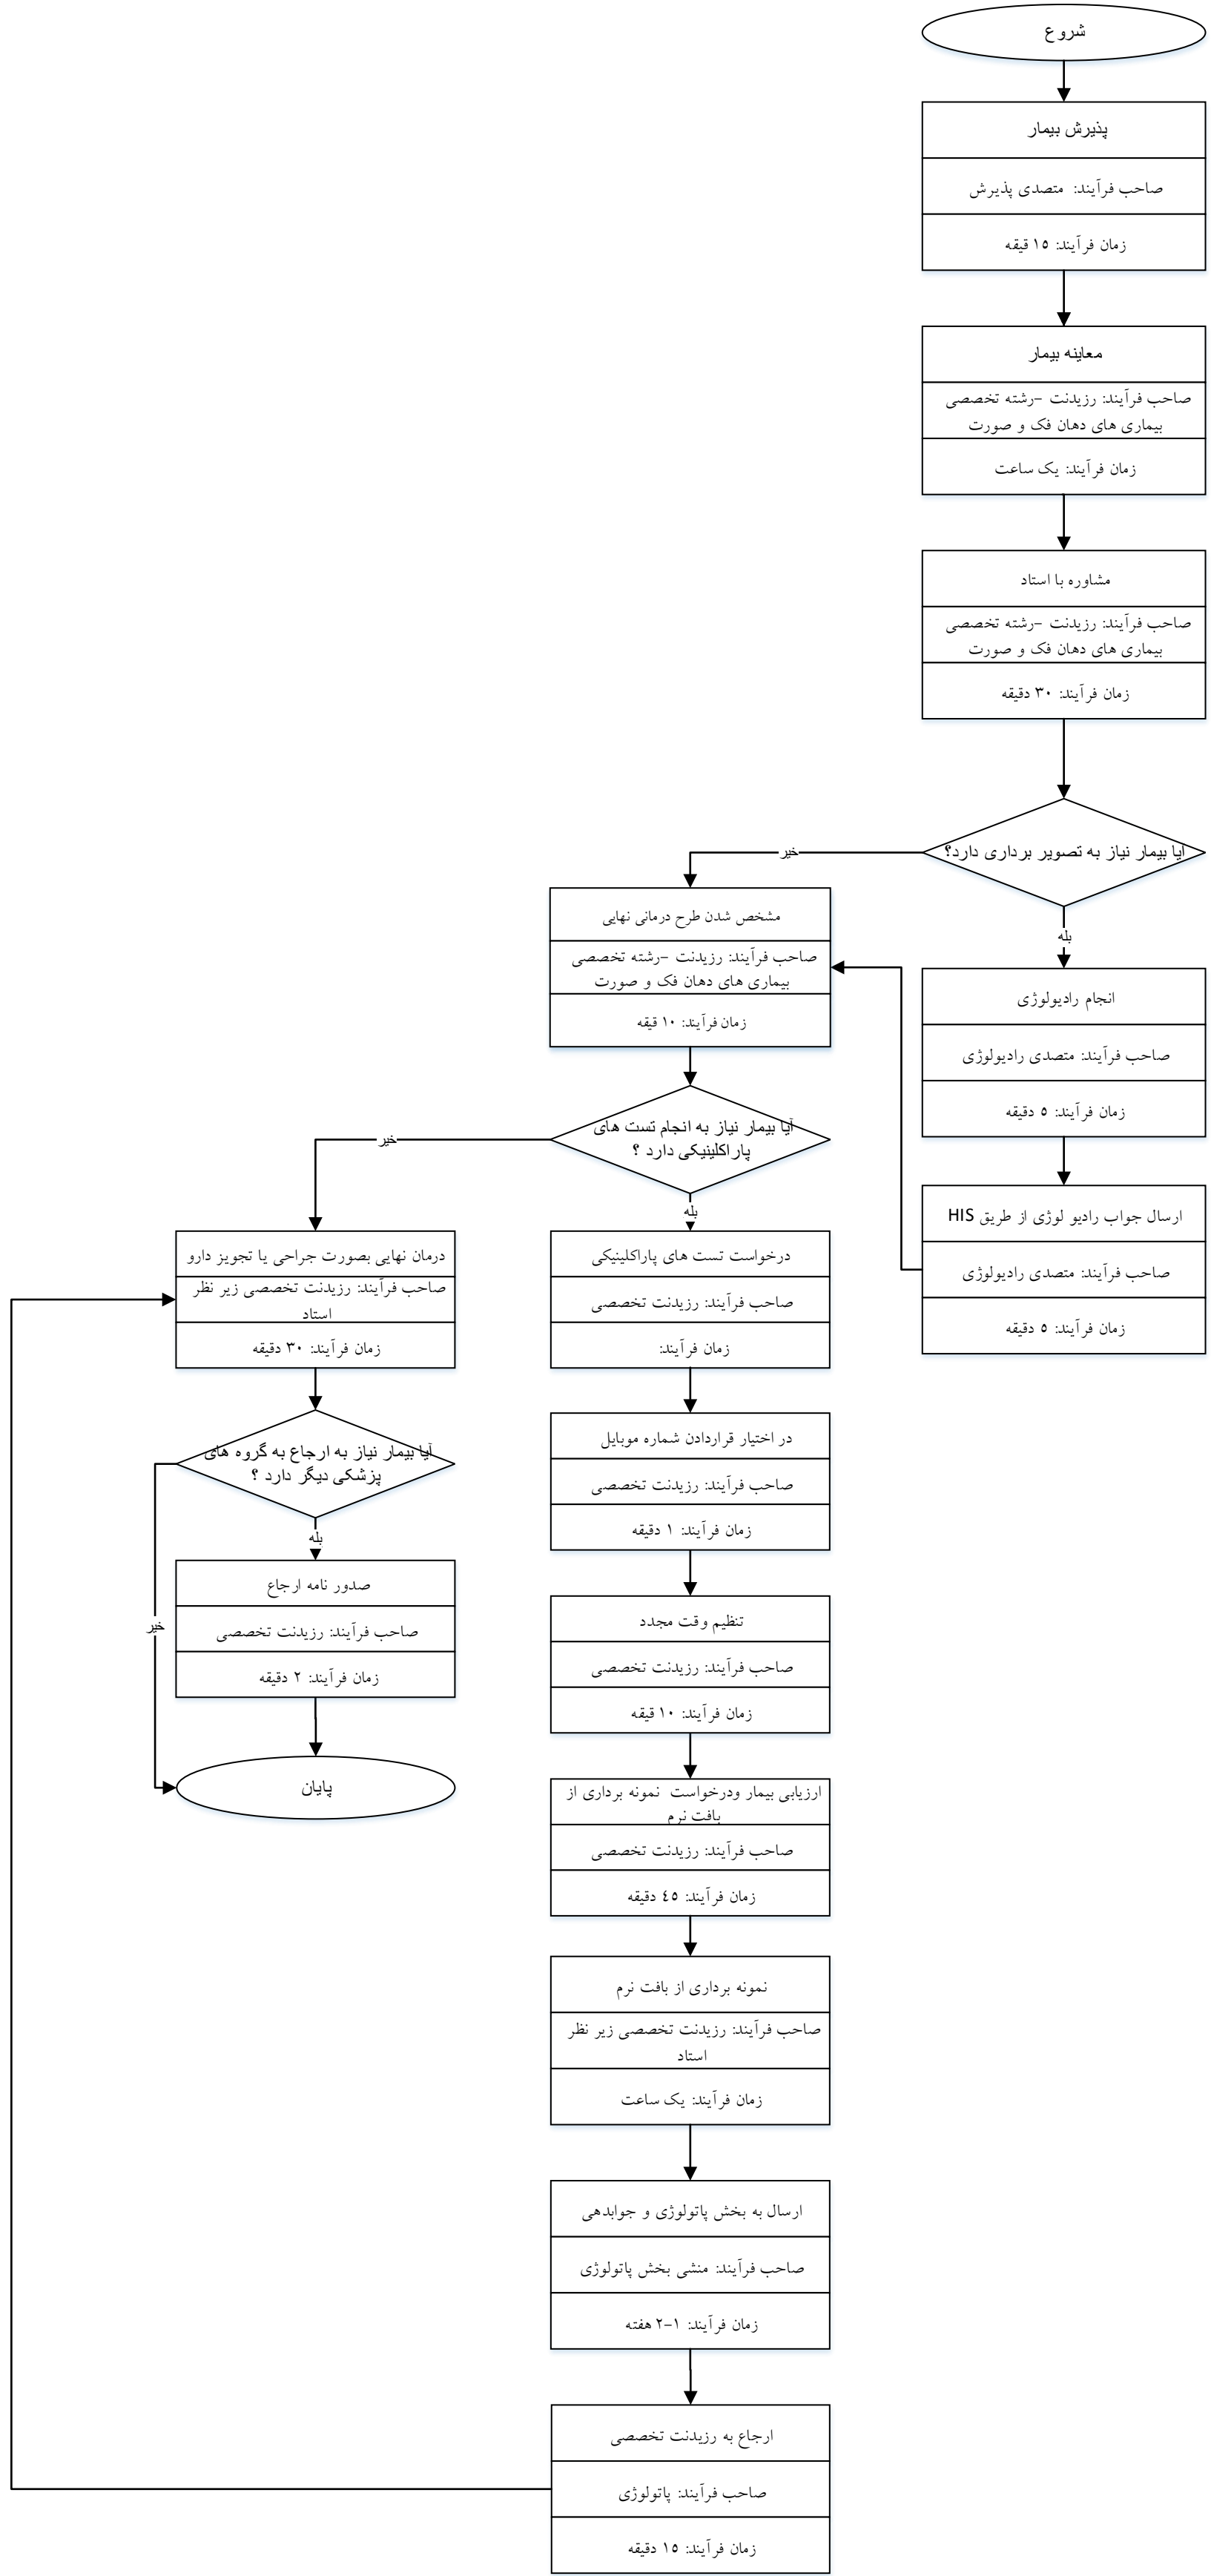 شروع
پذیرش بیمار
صاحب فرآیند: متصدی پذیرش
زمان فرآیند: ۱۵ قیقه
معاینه بیمار
صاحب فرآیند: رزیدنت –رشته تخصصی
بیماری های دهان فک و صورت
زمان فرآیند: یک ساعت
مشاوره با استاد
صاحب فرآیند: رزیدنت –رشته تخصصی
بیماری های دهان فک و صورت
زمان فرآیند: ۳۰ دقیقه
ایا بیمار نیاز به تصویر برداری دارد؟
خیر
بله
انجام رادیولوژی
صاحب فرآیند: متصدی رادیولوژی
زمان فرآیند: ۵ دقیقه
ارسال جواب رادیو لوژی از طریق HIS
صاحب فرآیند: متصدی رادیولوژی
زمان فرآیند: ۵ دقیقه
مشخص شدن طرح درمانی نهایی
صاحب فرآیند: رزیدنت –رشته تخصصی
بیماری های دهان فک و صورت
زمان فرآیند: ۱۰ قیقه
آیا بیمار نیاز به انجام تست های
پاراکلینیکی دارد ؟
خیر
بله
درخواست تست های پاراکلینیکی
صاحب فرآیند: رزیدنت تخصصی
زمان فرآیند:
در اختیار قراردادن شماره موبایل
صاحب فرآیند: رزیدنت تخصصی
زمان فرآیند: ۱ دقیقه
تنظیم وقت مجدد
صاحب فرآیند: رزیدنت تخصصی
زمان فرآیند: ۱۰ قیقه
ارزیابی بیمار ودرخواست نمونه برداری از
بافت نرم
صاحب فرآیند: رزیدنت تخصصی
زمان فرآیند: ٤٥ دقیقه
نمونه برداری از بافت نرم
صاحب فرآیند: رزیدنت تخصصی زیر نظر
استاد
زمان فرآیند: یک ساعت
ارسال به بخش پاتولوژی و جوابدهی
صاحب فرآیند: منشی بخش پاتولوژی
زمان فرآیند: ۱–۲ هفته
ارجاع به رزیدنت تخصصی
صاحب فرآیند: پاتولوژی
زمان فرآیند: ۱۵ دقیقه
درمان نهایی بصورت جراحی یا تجویز دارو
صاحب فرآیند: رزیدنت تخصصی زیر نظر
استاد
زمان فرآیند: ۳۰ دقیقه
آیا بیمار نیاز به ارجاع به گروه های
پزشکی دیگر دارد ؟
بله
خیر
صدور نامه ارجاع
صاحب فرآیند: رزیدنت تخصصی
زمان فرآیند: ۲ دقیقه
پایان